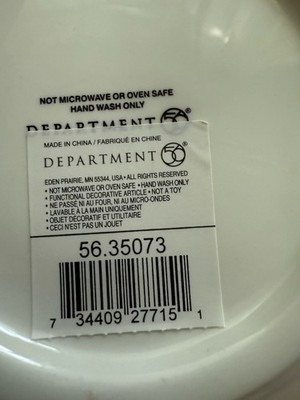 NOT MICROWAVE OR OVEN SAFE
HAND WASH ONLY
DEPARTMENT 56®
MADE IN CHINA / FABRIQUÉ EN CHINE
DEPARTMENT 56®
EDEN PRAIRIE, MN 55344, USA • ALL RIGHTS RESERVED
• NOT MICROWAVE OR OVEN SAFE • HAND WASH ONLY
• FUNCTIONAL DECORATIVE ARTICLE • NOT A TOY
• NE PASSÉ NI AU FOUR, NI AU MICRO-ONDES
• LAVABLE À LA MAIN UNIQUEMENT
• OBJET DÉCORATIF ET UTILITAIRE
• CECI N'EST PAS UN JOUET
56.35073
7 34409 27715 1